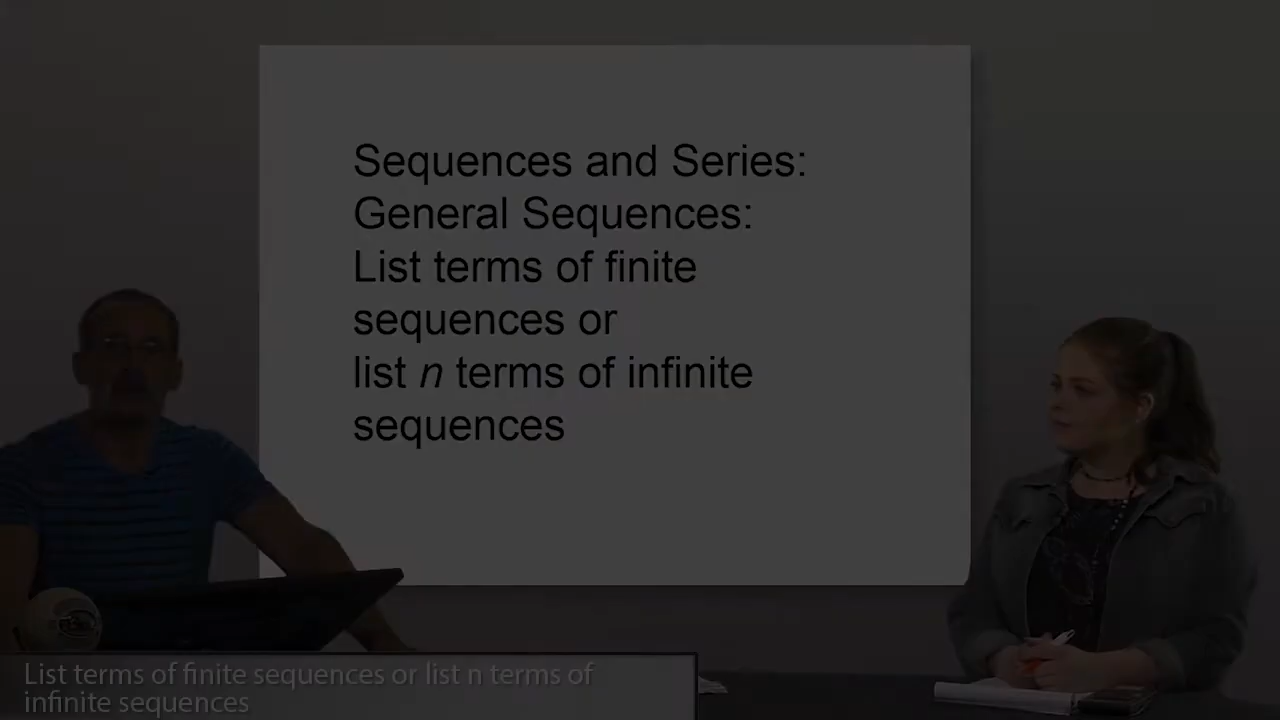 Sequences and Series:
General Sequences:
List terms of finite
sequences or
list n terms of infinite
sequences
List terms of finite sequences or list n terms of
infinite sequences